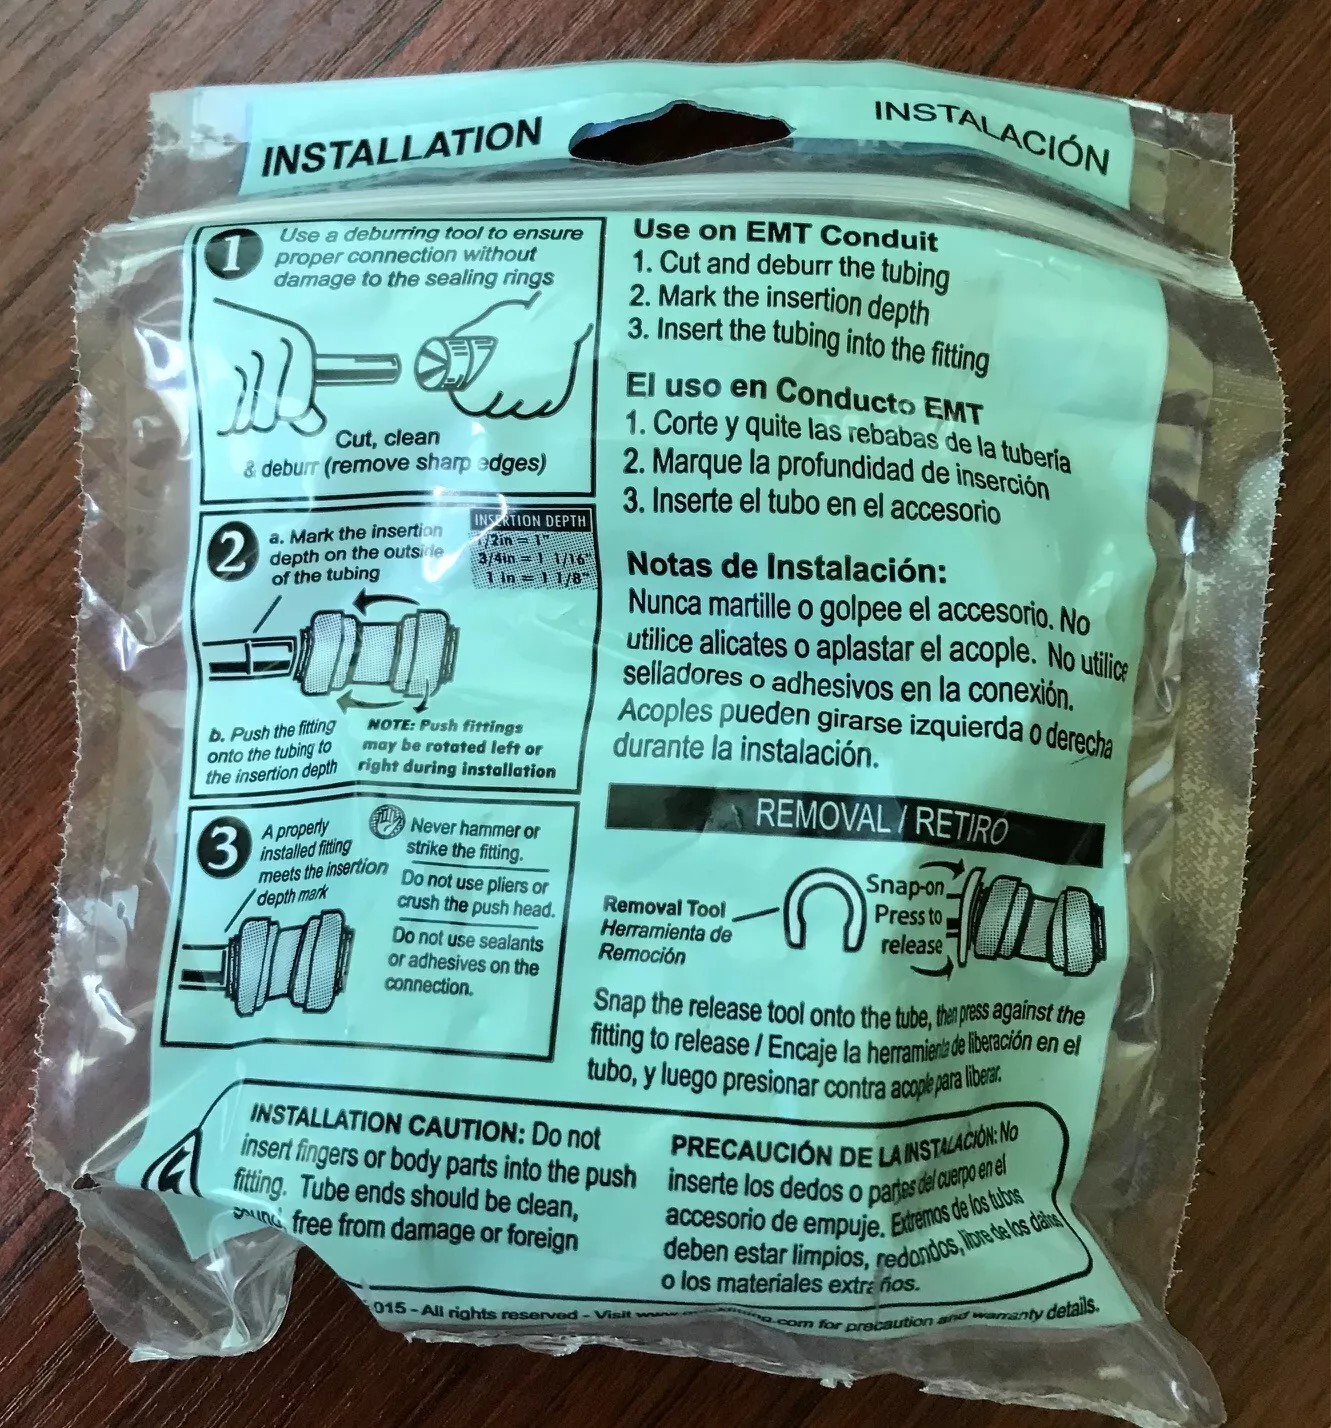 INSTALLATION
INSTALACIÓN
1
Use a deburring tool to ensure
proper connection without
damage to the sealing rings
Cut, clean
& deburr (remove sharp edges)
2
a. Mark the insertion
depth on the outside
of the tubing
INSERTION DEPTH
1/2in = 1"
3/4in = 1 1/16"
1 in = 1 1/8"
b. Push the fitting
onto the tubing to
the insertion depth
NOTE: Push fittings
may be rotated left or
right during installation
3
A properly
installed fitting
meets the insertion
depth mark
Never hammer or
strike the fitting.
Do not use pliers or
crush the push head.
Do not use sealants
or adhesives on the
connection.
Use on EMT Conduit
1. Cut and deburr the tubing
2. Mark the insertion depth
3. Insert the tubing into the fitting
El uso en Conducto EMT
1. Corte y quite las rebabas de la tubería
2. Marque la profundidad de inserción
3. Inserte el tubo en el accesorio
Notas de Instalación:
Nunca martille o golpee el accesorio. No
utilice alicates o aplastar el acople. No utilice
selladores o adhesivos en la conexión.
Acoples pueden girarse izquierda o derecha
durante la instalación.
REMOVAL / RETIRO
Removal Tool
Herramienta de
Remoción
Snap-on
Press to
release
Snap the release tool onto the tube, then press against the
fitting to release / Encaje la herramienta de liberación en el
tubo, y luego presionar contra acople para liberar.
INSTALLATION CAUTION: Do not
insert fingers or body parts into the push
fitting. Tube ends should be clean,
free from damage or foreign
PRECAUCIÓN DE LA INSTALACIÓN: No
inserte los dedos o partes del cuerpo en el
accesorio de empuje. Extremos de los tubos
deben estar limpios, redondos, libre de los daños
o los materiales extraños.
015 - All rights reserved - Visit .com for precaution and warranty details.